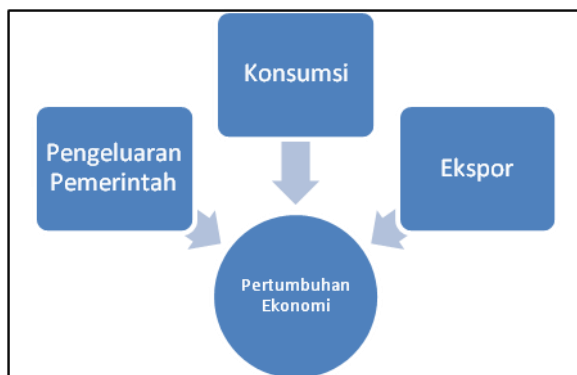 Konsumsi
Pengeluaran
Pemerintah
Ekspor
Pertumbuhan
Ekonomi